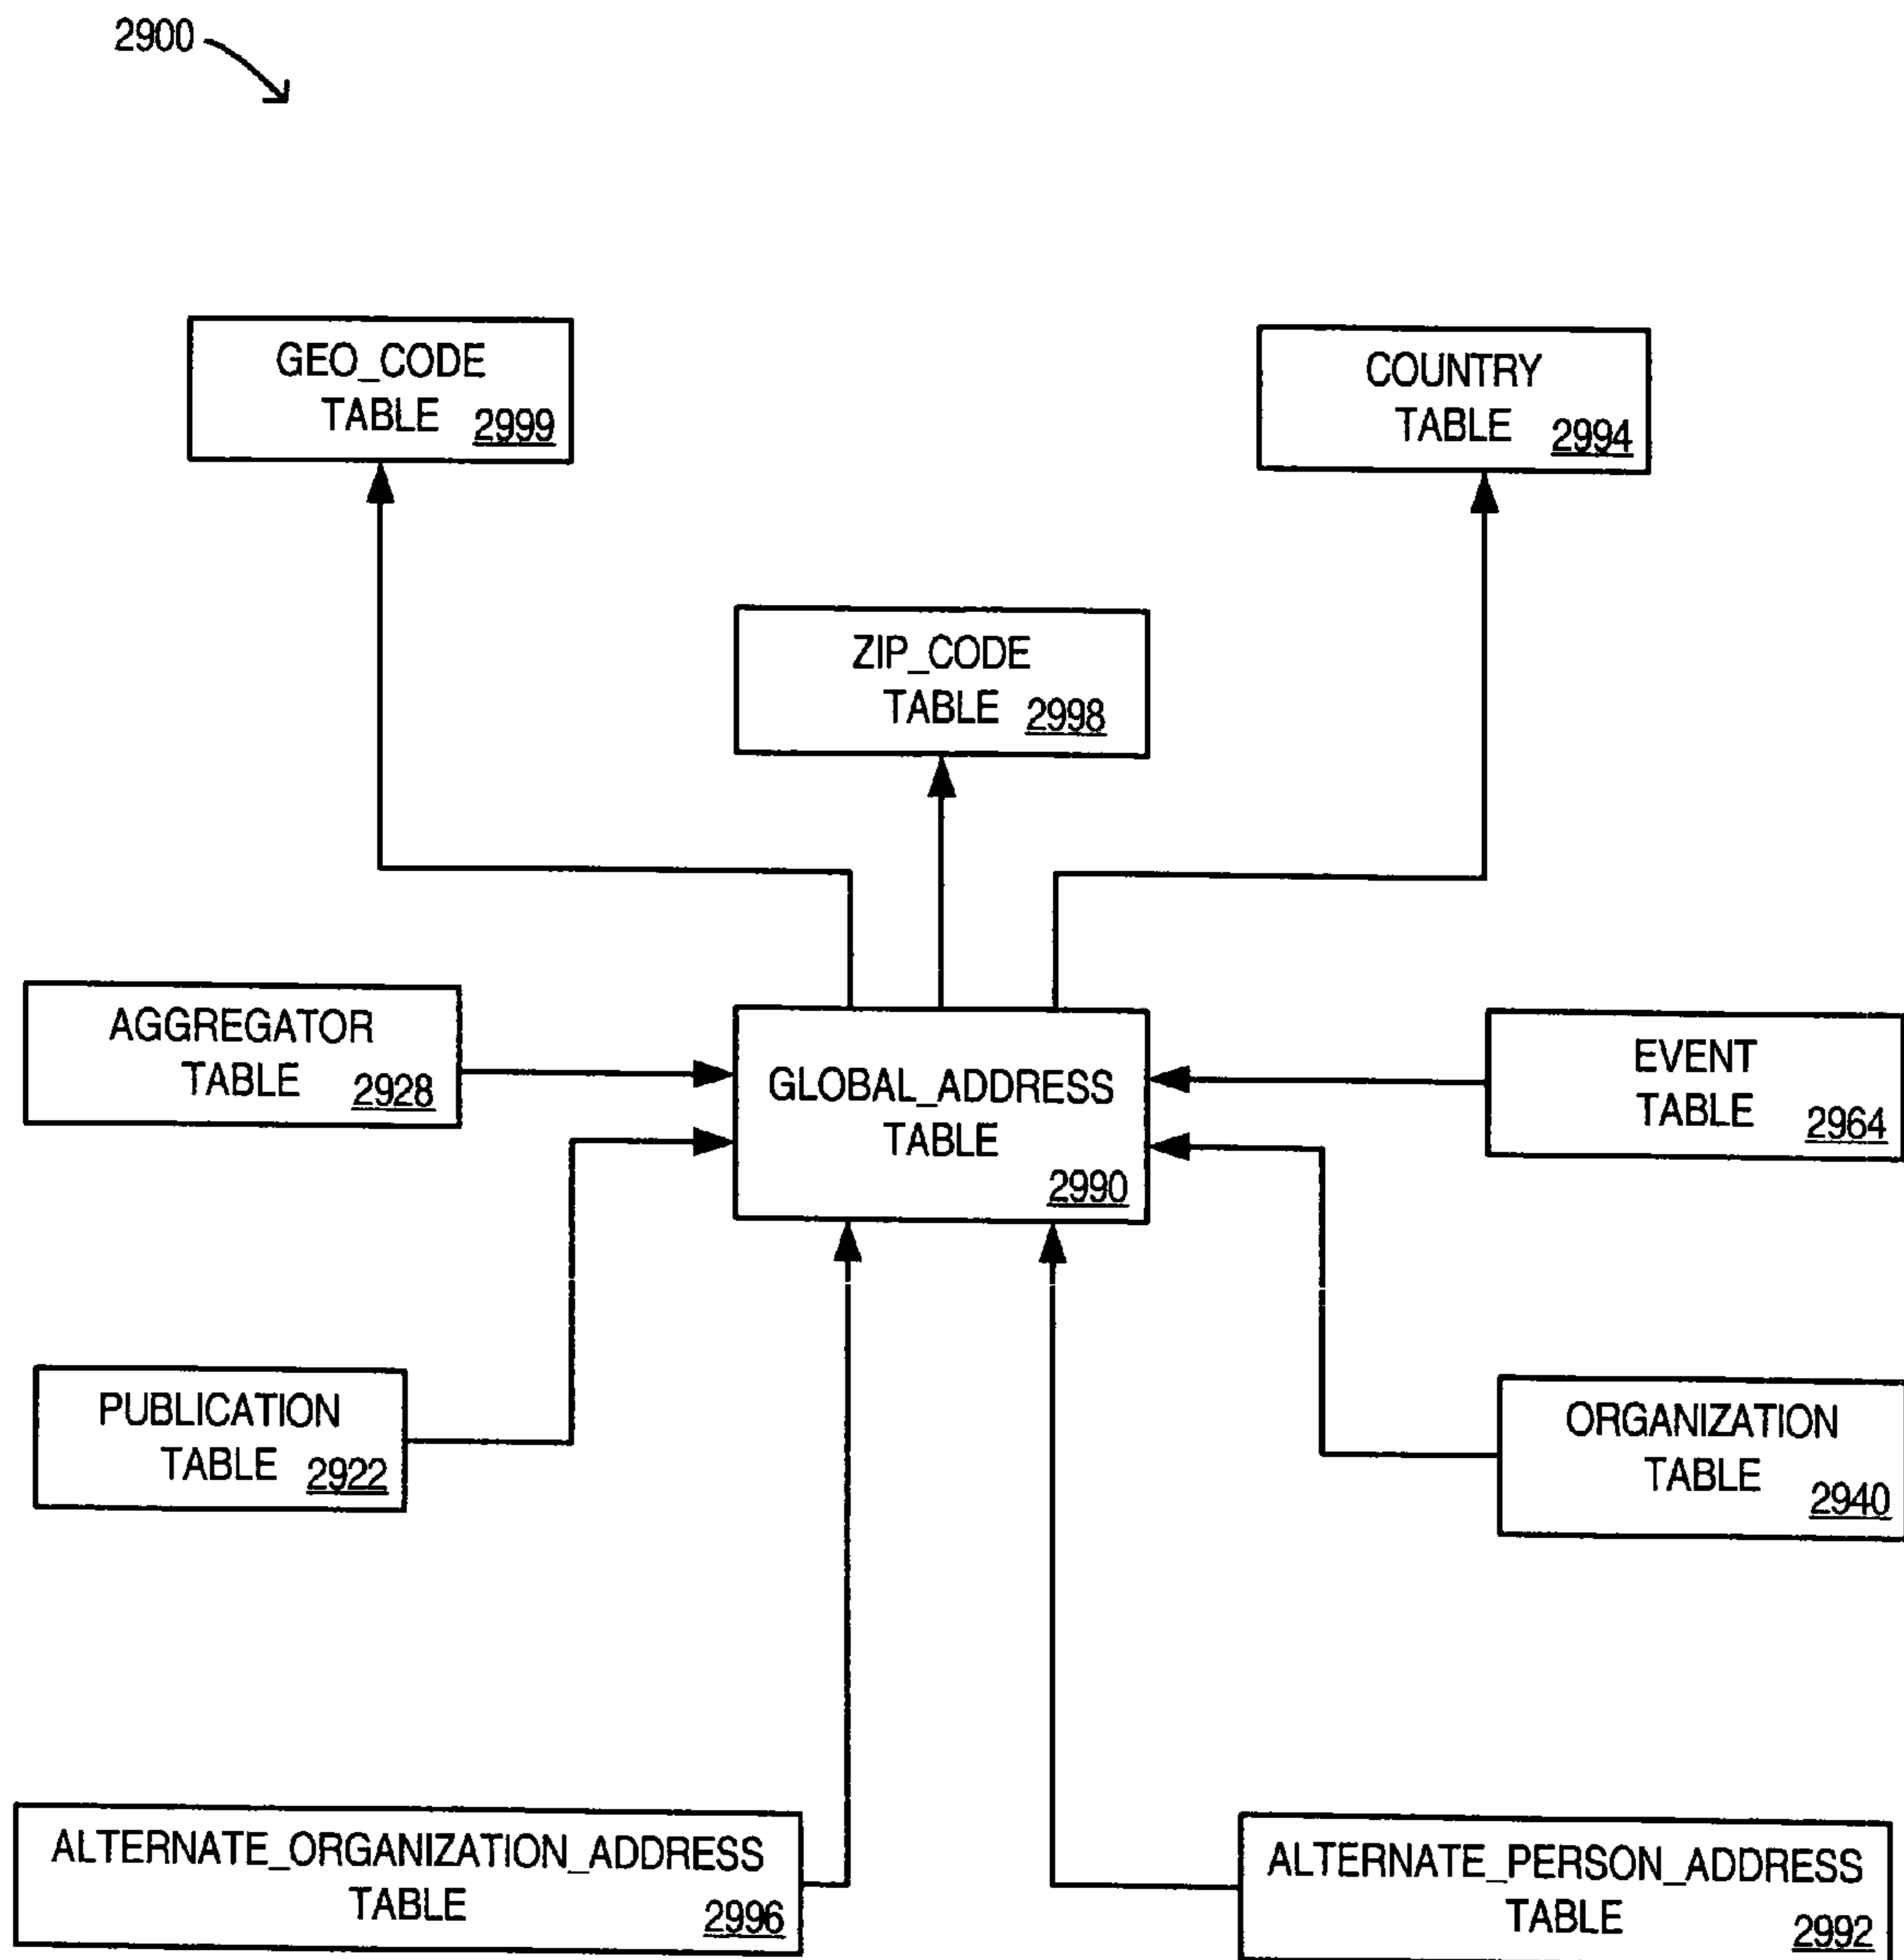 2900
GEO_CODE
TABLE 2999
COUNTRY
TABLE 2994
ZIP_CODE
TABLE 2998
AGGREGATOR
TABLE 2928
GLOBAL_ADDRESS
TABLE
2990
EVENT
TABLE 2964
PUBLICATION
TABLE 2922
ORGANIZATION
TABLE 2940
ALTERNATE_ORGANIZATION_ADDRESS
TABLE 2996
ALTERNATE_PERSON_ADDRESS
TABLE 2992